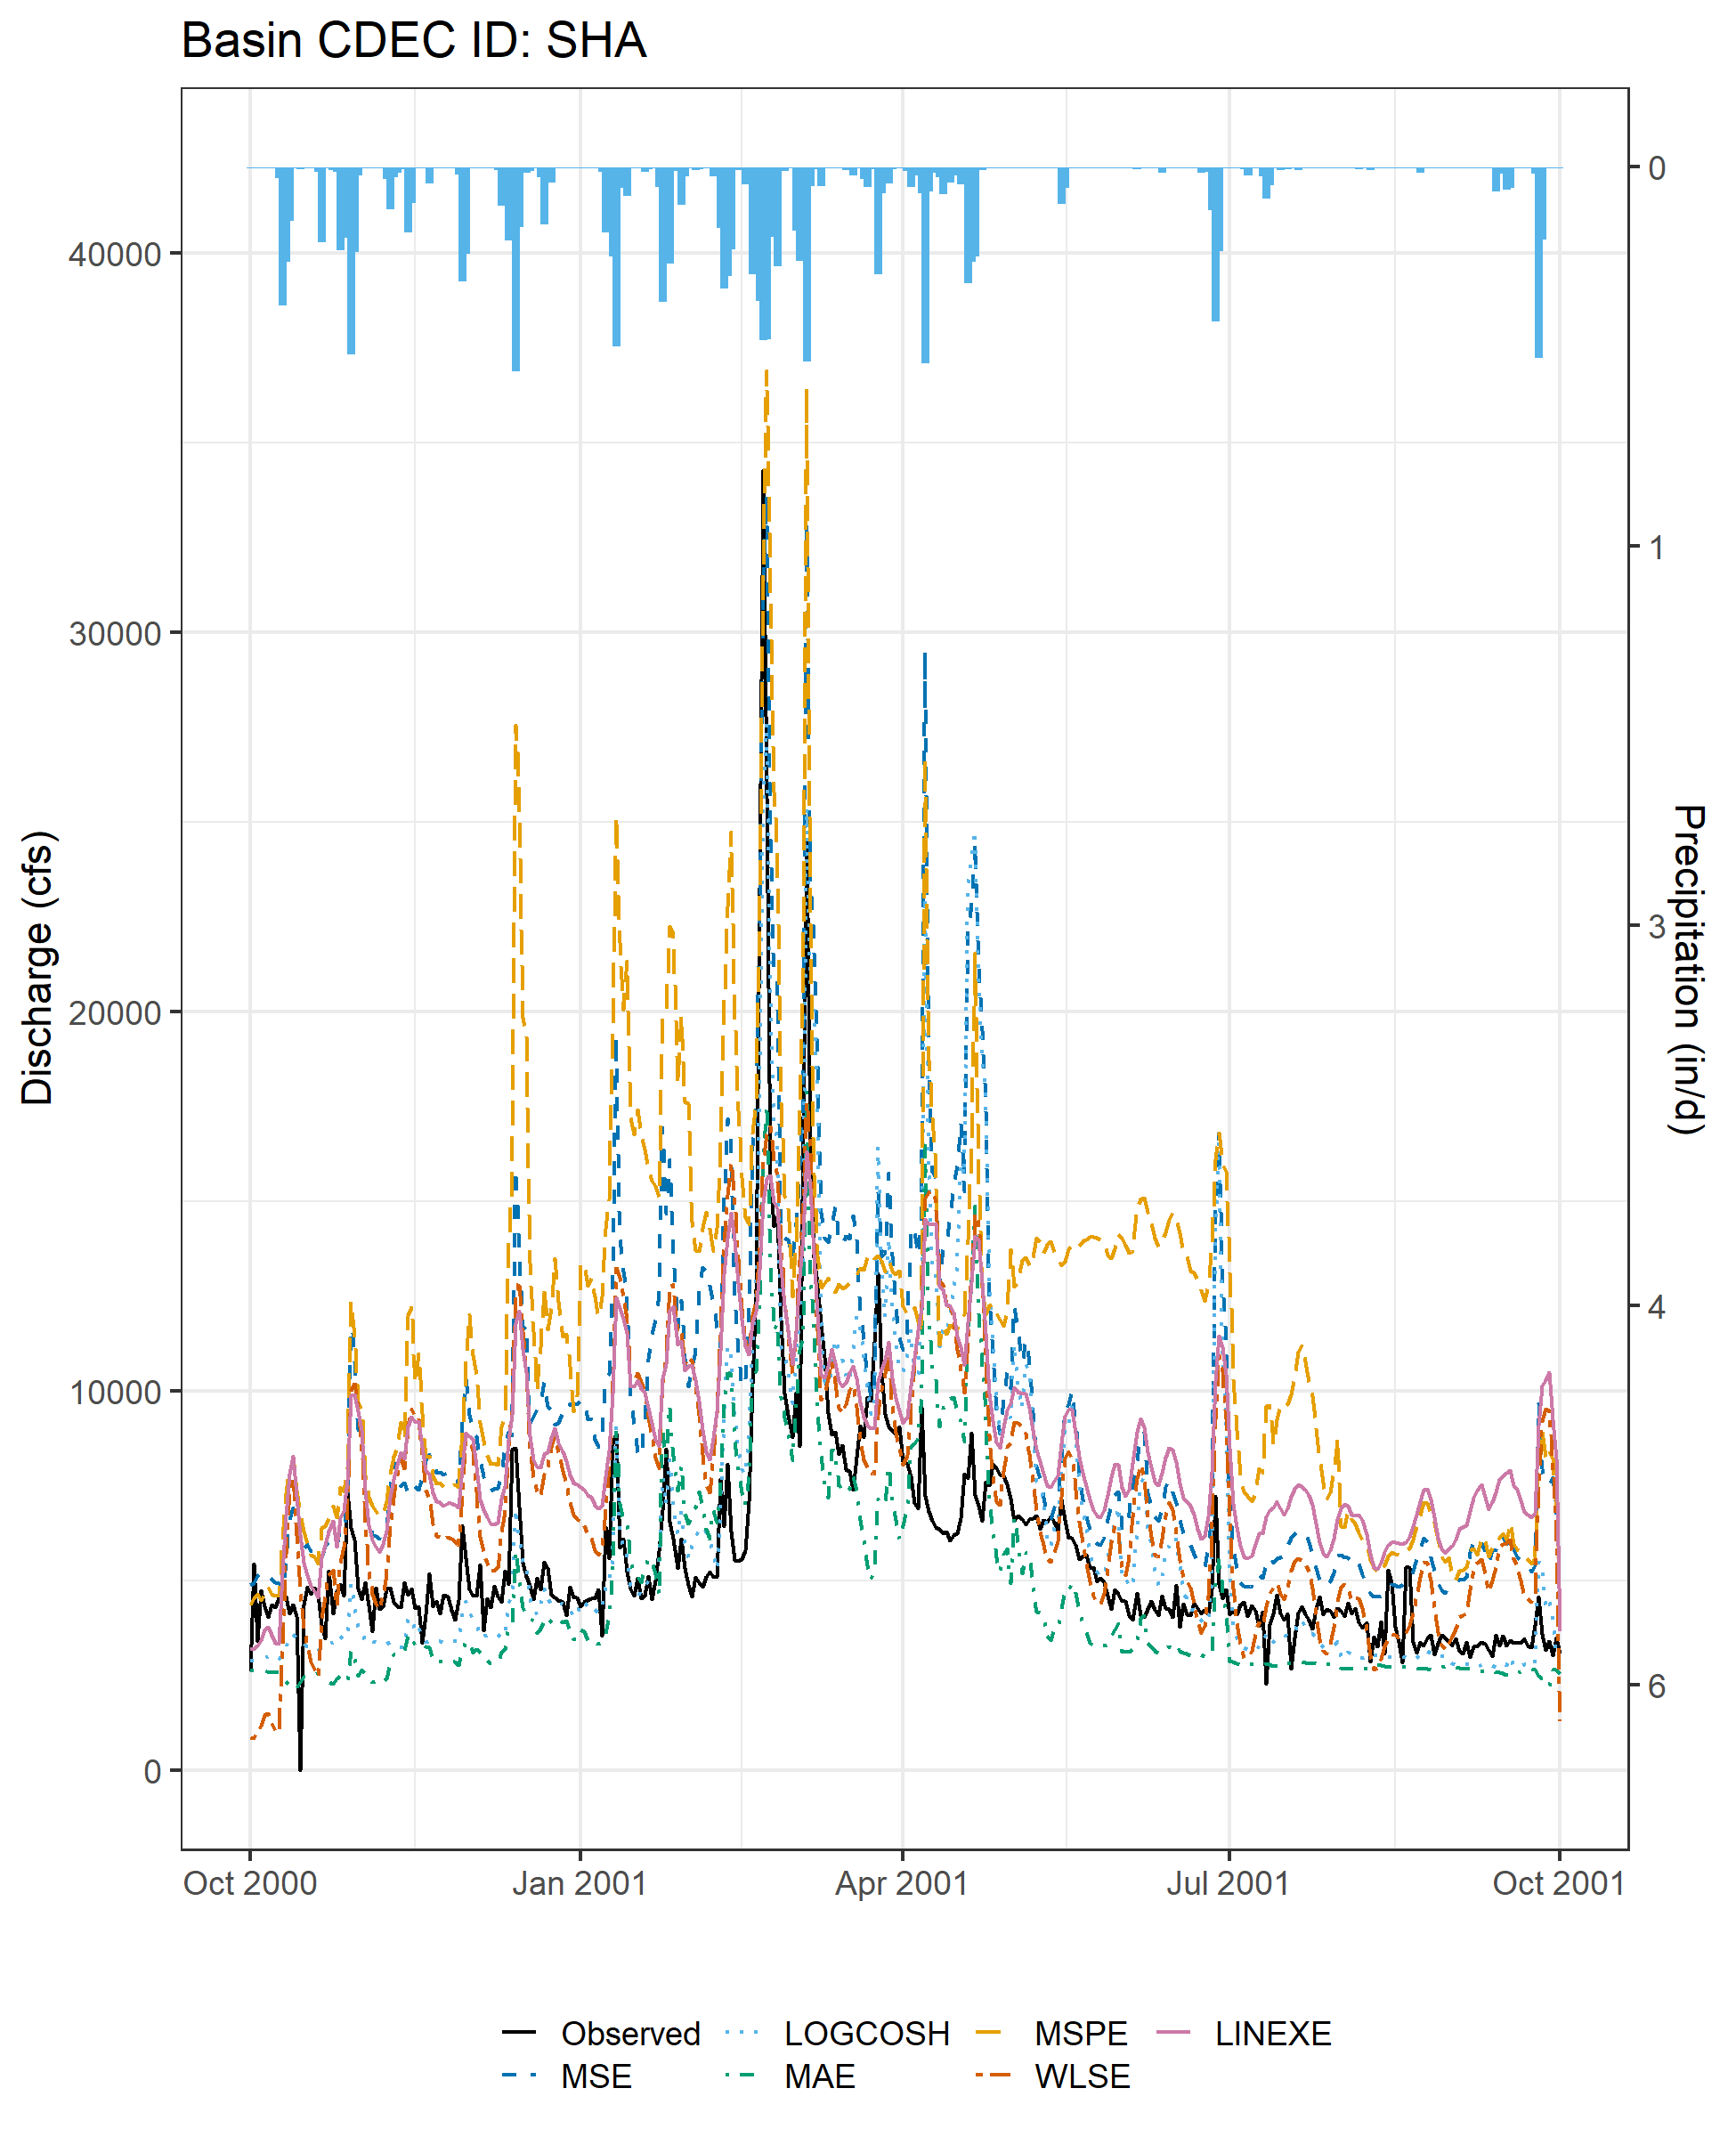 Basin CDEC ID: SHA
Discharge (cfs)
40000
30000
20000
10000
0
0
1
3
4
6
Precipitation (in/d)
Oct 2000 Jan 2001 Apr 2001 Jul 2001 Oct 2001
Observed LOGCOSH MSPE LINEXE
MSE MAE WLSE